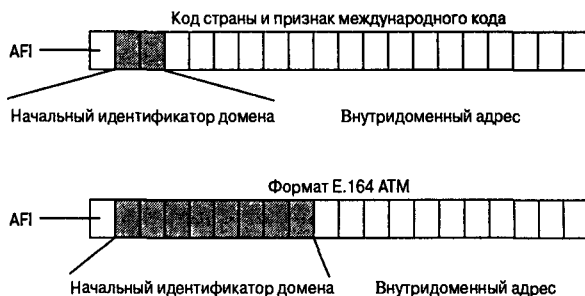 Код страны и признак международного кода
AFI
Начальный идентификатор домена Внутридоменный адрес
Формат E.164 ATM
AFI
Начальный идентификатор домена Внутридоменный адрес